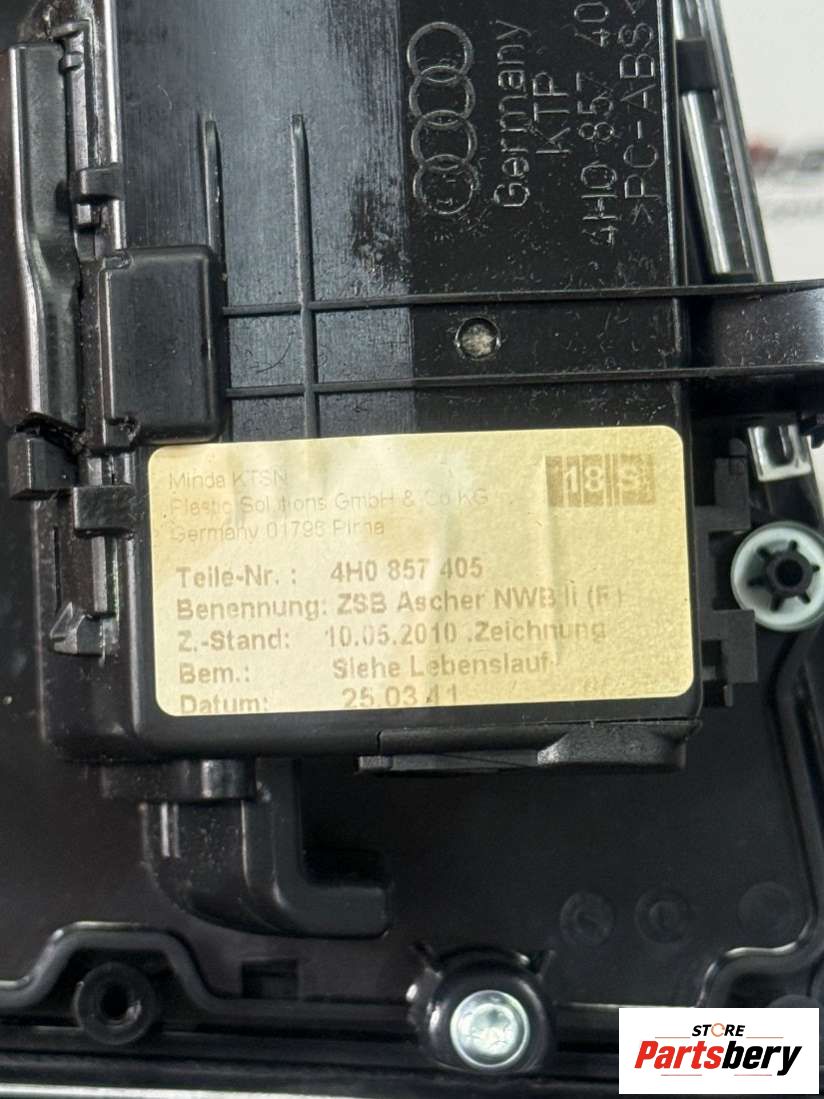 Germany
KTP
4H0 857 40
>PC-ABS<
Minda KTSN
Plastic Solutions GmbH & Co KG
Germany 01796 Pirna
18 S
Teile-Nr. : 4H0 857 405
Benennung: ZSB Ascher NWB II (F)
Z.-Stand: 10.05.2010 .Zeichnung
Bem.: Siehe Lebenslauf
Datum: 25.03.11
STORE
Partsbery